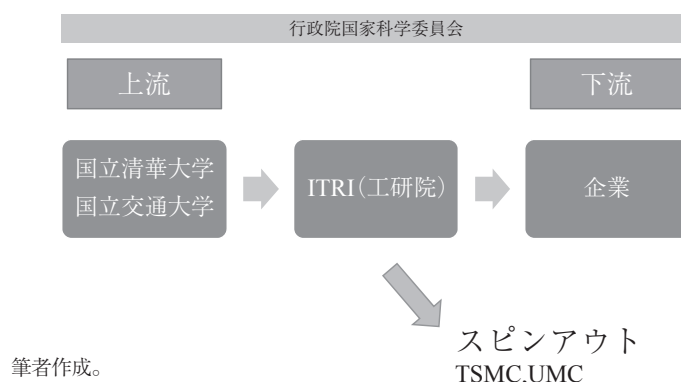 行政院国家科学委員会
上流
下流
国立清華大学
国立交通大学
ITRI(工研院)
企業
スピンアウト
TSMC,UMC
筆者作成。